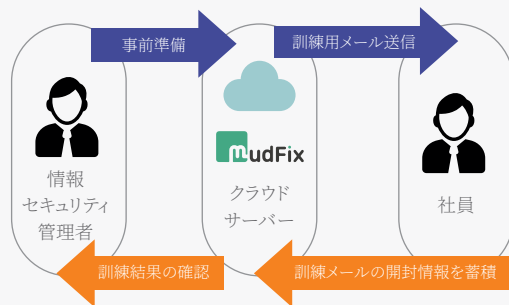 事前準備
訓練用メール送信
mudFix
情報
セキュリティ
管理者
クラウド
サーバー
社員
訓練結果の確認
訓練メールの開封情報を蓄積